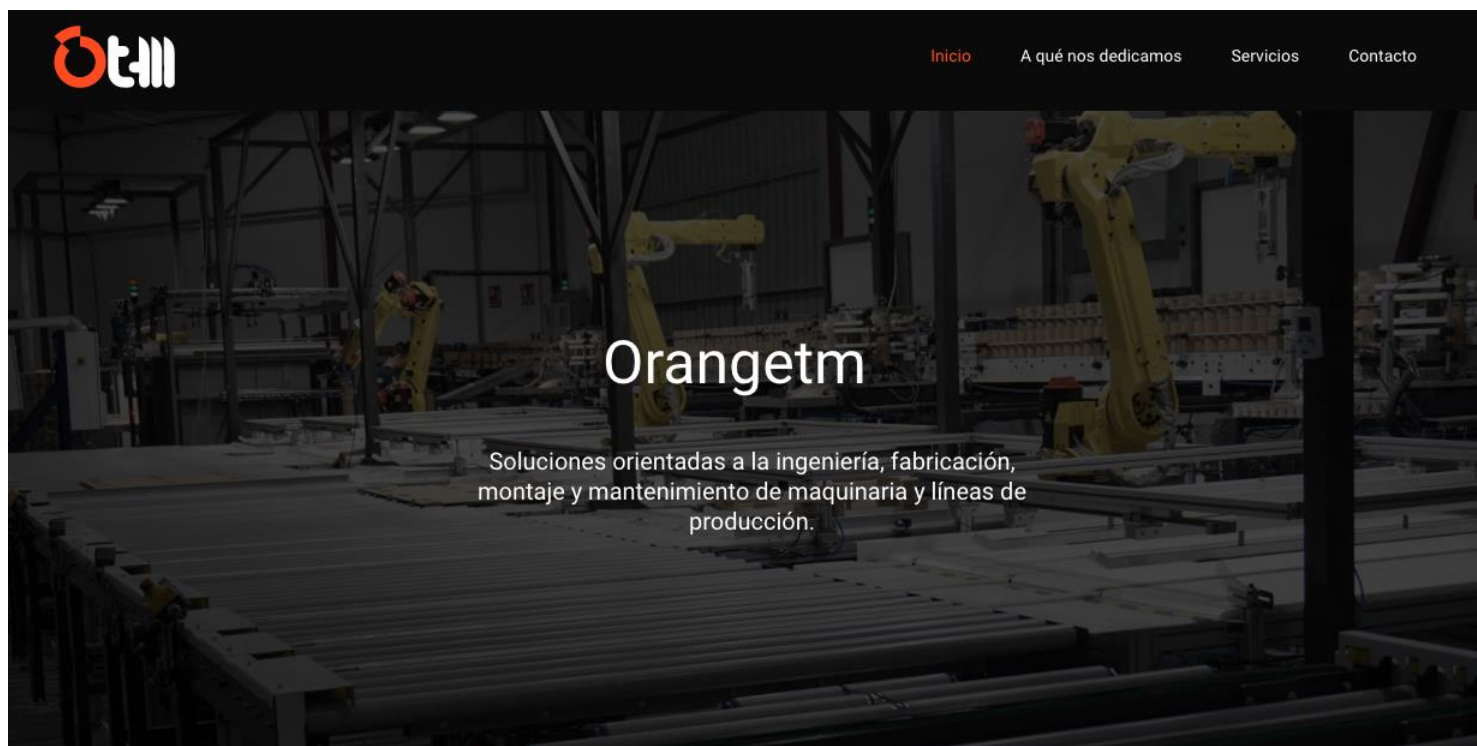 Otm
Inicio
A qué nos dedicamos
Servicios
Contacto
Orangetm
Soluciones orientadas a la ingeniería, fabricación,
montaje y mantenimiento de maquinaria y líneas de
producción.